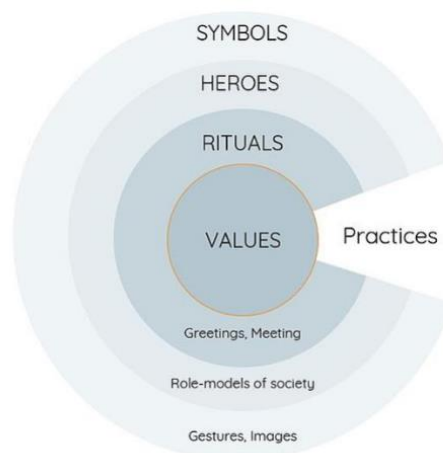 SYMBOLS
HEROES
RITUALS
VALUES
Practices
Greetings, Meeting
Role-models of society
Gestures, Images